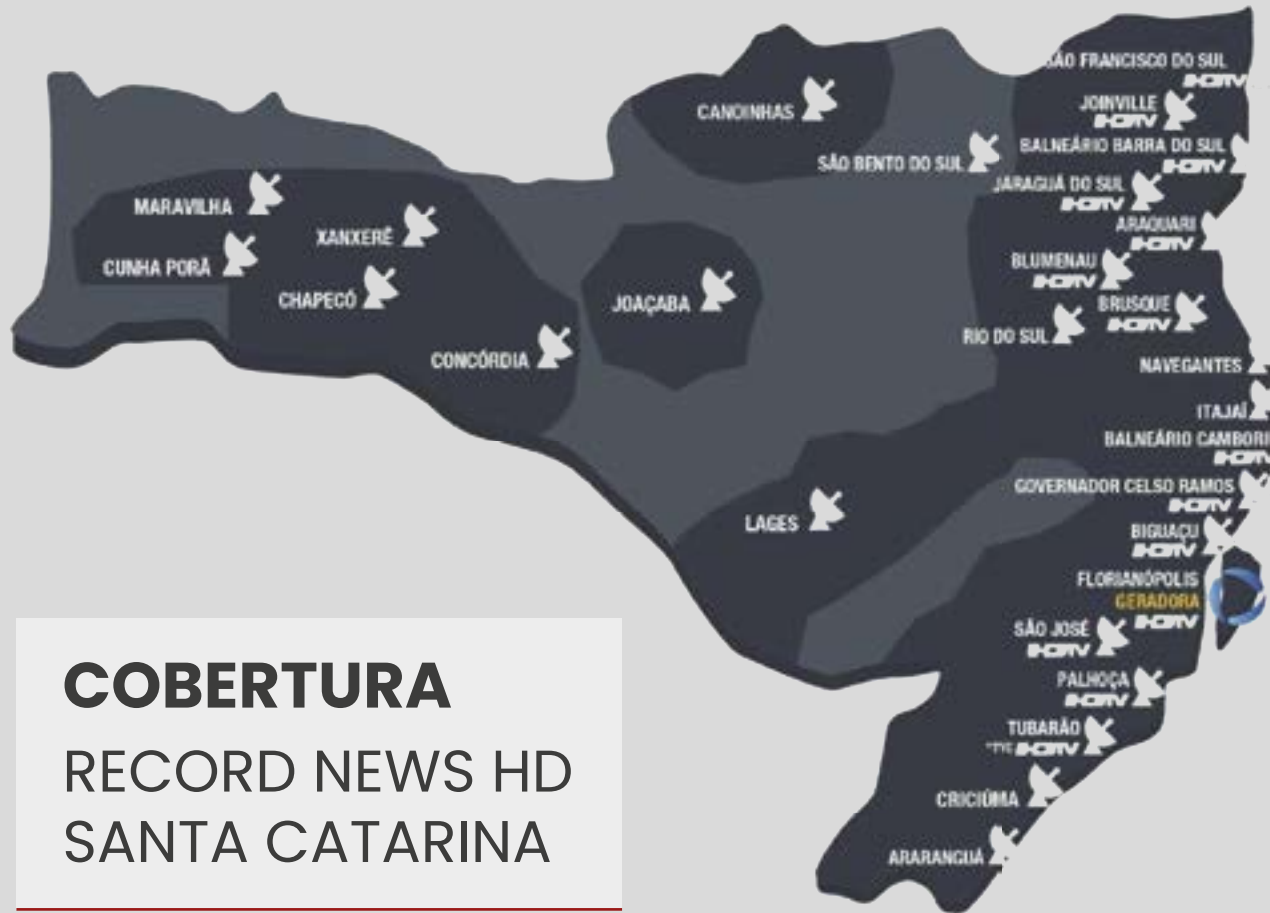 SÃO FRANCISCO DO SUL
HDTV
JOINVILLE
HDTV
BALNEÁRIO BARRA DO SUL
HDTV
CANOINHAS
SÃO BENTO DO SUL
JARAGUÁ DO SUL
HDTV
ARAQUARI
HDTV
MARAVILHA
XANXERÊ
CUNHA PORÃ
CHAPECÓ
CONCÓRDIA
JOAÇABA
BLUMENAU
HDTV
BRUSQUE
HDTV
RIO DO SUL
NAVEGANTES
ITAJAÍ
BALNEÁRIO CAMBORI
HDTV
GOVERNADOR CELSO RAMOS
HDTV
LAGES
BIGUAÇU
HDTV
FLORIANÓPOLIS
GERADORA
HDTV
SÃO JOSÉ
HDTV
PALHOÇA
HDTV
TUBARÃO
HDTV
CRICIÚMA
ARARANGUÁ
COBERTURA
RECORD NEWS HD
SANTA CATARINA